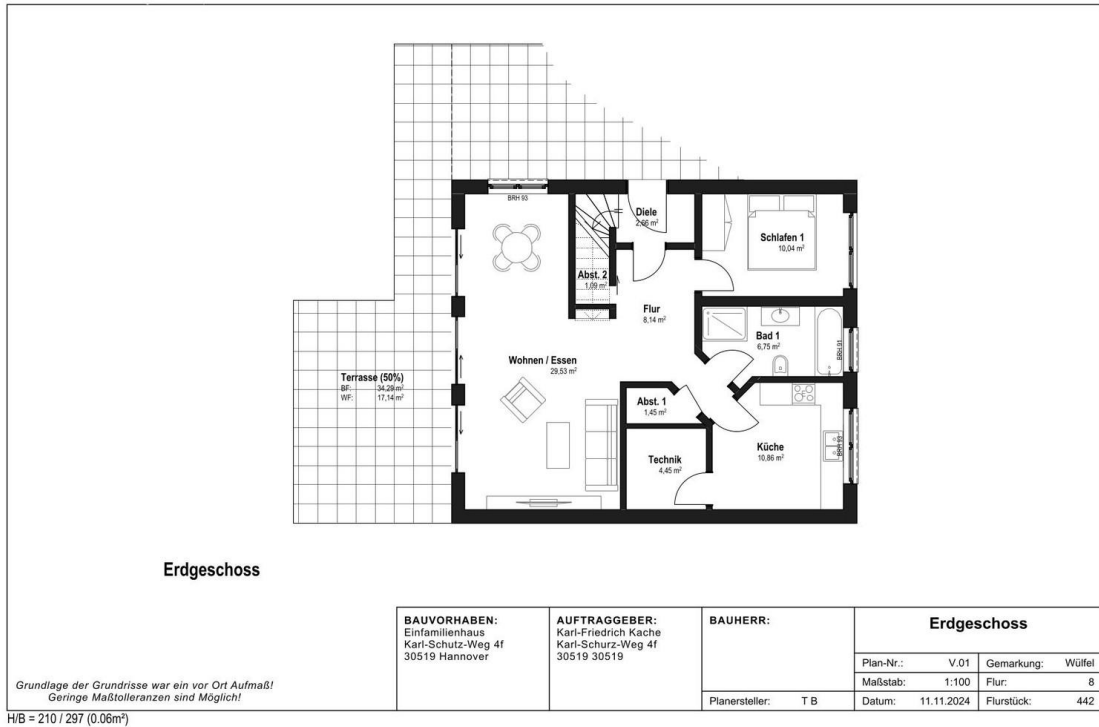 BRH 93
Diele
2,66 m²
Schlafen 1
10,04 m²
Abst. 2
1,09 m²
Flur
8,14 m²
Bad 1
6,75 m²
BRH 91
Wohnen / Essen
29,53 m²
Terrasse (50%)
BF: 34,29 m²
WF: 17,14 m²
Abst. 1
1,45 m²
Küche
10,86 m²
BRH 93
Technik
4,45 m²
Erdgeschoss
BAUVORHABEN:
Einfamilienhaus
Karl-Schutz-Weg 4f
30519 Hannover
AUFTRAGGEBER:
Karl-Friedrich Kache
Karl-Schurz-Weg 4f
30519 30519
BAUHERR:
Planersteller: T B
Erdgeschoss
Plan-Nr.: V.01 Gemarkung: Wülfel
Maßstab: 1:100 Flur: 8
Datum: 11.11.2024 Flurstück: 442
Grundlage der Grundrisse war ein vor Ort Aufmaß!
Geringe Maßtolleranzen sind Möglich!
H/B = 210 / 297 (0.06m²)